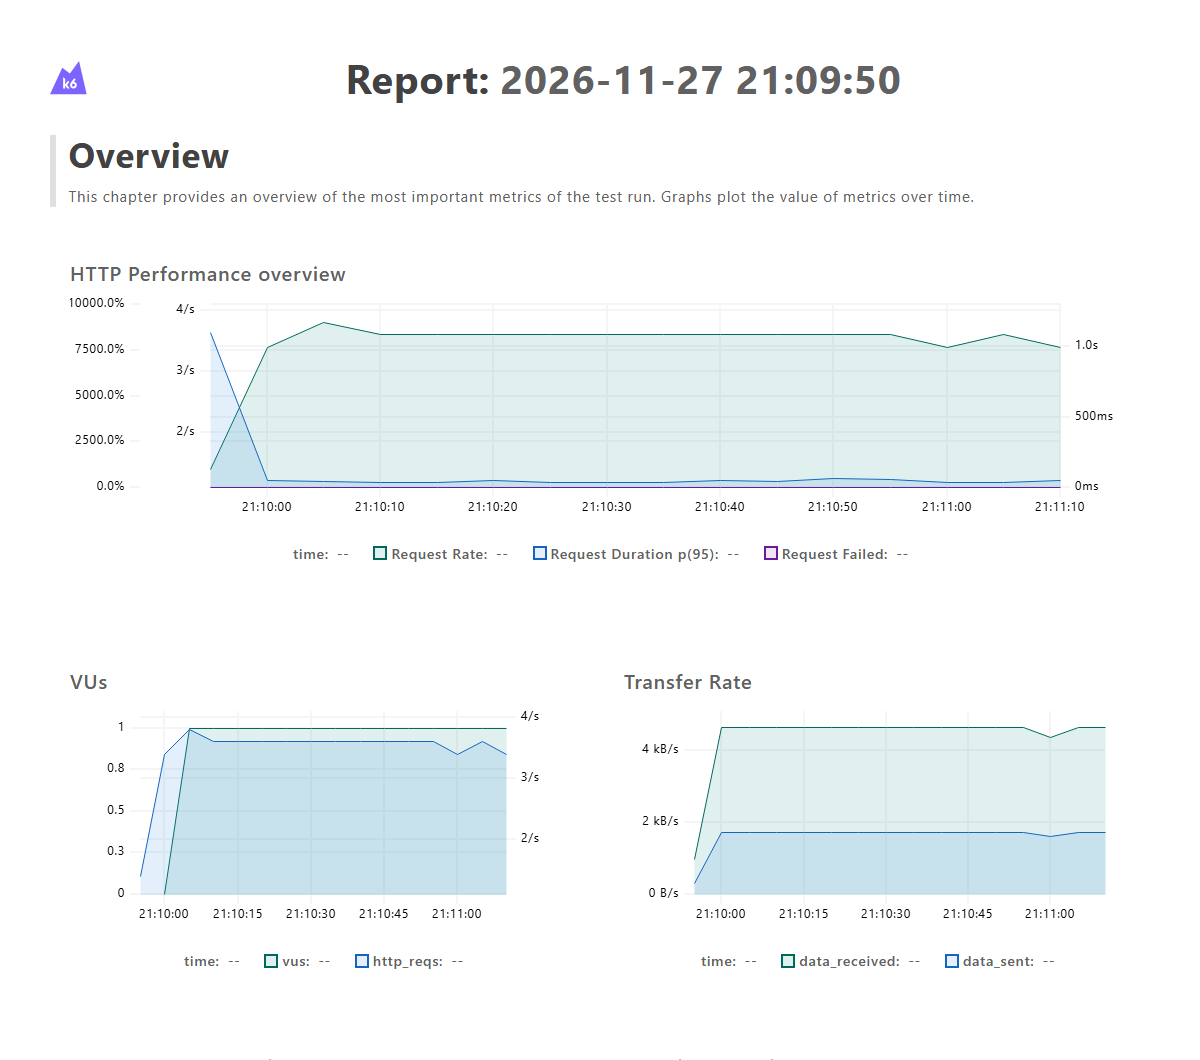 k6
Report: 2026-11-27 21:09:50
Overview
This chapter provides an overview of the most important metrics of the test run. Graphs plot the value of metrics over time.
HTTP Performance overview
10000.0%
7500.0%
5000.0%
2500.0%
0.0%
4/s
3/s
2/s
1.0s
500ms
0ms
21:10:00 21:10:10 21:10:20 21:10:30 21:10:40 21:10:50 21:11:00 21:11:10
time: -- Request Rate: -- Request Duration p(95): -- Request Failed: --
VUs
1
0.8
0.5
0.3
0
4/s
3/s
2/s
21:10:00 21:10:15 21:10:30 21:10:45 21:11:00
time: -- vus: -- http_reqs: --
Transfer Rate
4 kB/s
2 kB/s
0 B/s
21:10:00 21:10:15 21:10:30 21:10:45 21:11:00
time: -- data_received: -- data_sent: --